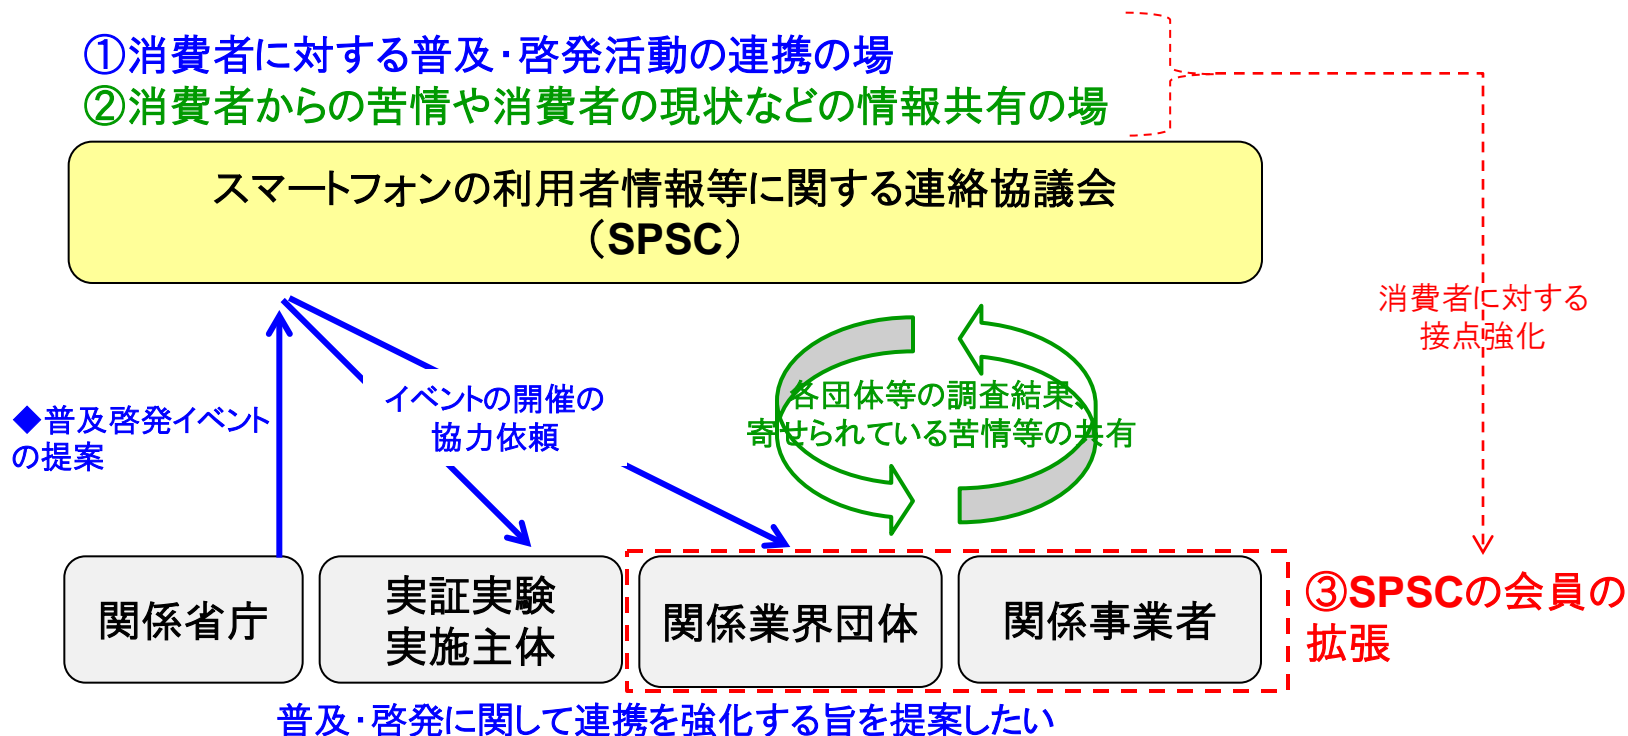 ①消費者に対する普及・啓発活動の連携の場
②消費者からの苦情や消費者の現状などの情報共有の場
スマートフォンの利用者情報等に関する連絡協議会
（SPSC）
消費者に対する
接点強化
◆普及啓発イベント
の提案
イベントの開催の
協力依頼
各団体等の調査結果、
寄せられている苦情等の共有
関係省庁
実証実験
実施主体
関係業界団体
関係事業者
③SPSCの会員の
拡張
普及・啓発に関して連携を強化する旨を提案したい